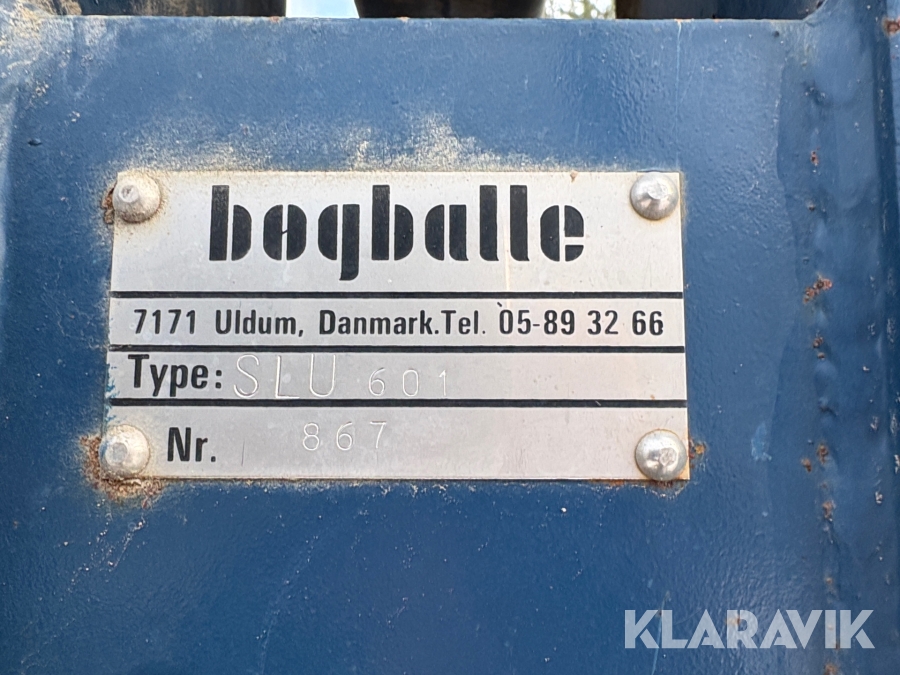 bogballe
7171 Uldum, Danmark.Tel. 05-89 32 66
Type: SLU 601
Nr. 867
KLARAVIK